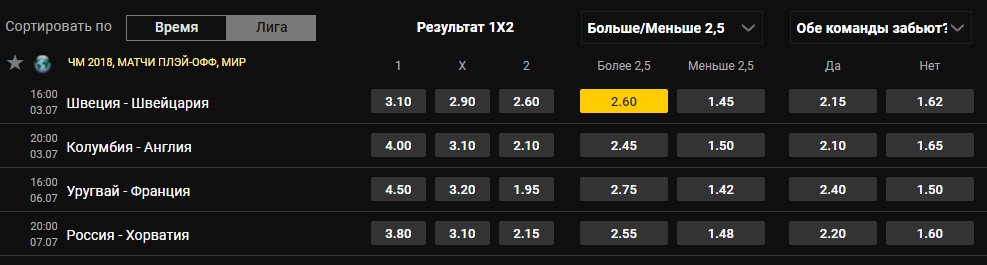 Сортировать по Время Лига Результат 1X2 Больше/Меньше 2,5 Обе команды забьют?
ЧМ 2018, МАТЧИ ПЛЭЙ-ОФФ, МИР 1 X 2 Более 2,5 Меньше 2,5 Да Нет
16:00
03.07 Швеция - Швейцария 3.10 2.90 2.60 2.60 1.45 2.15 1.62
20:00
03.07 Колумбия - Англия 4.00 3.10 2.10 2.45 1.50 2.10 1.65
16:00
06.07 Уругвай - Франция 4.50 3.20 1.95 2.75 1.42 2.40 1.50
20:00
07.07 Россия - Хорватия 3.80 3.10 2.15 2.55 1.48 2.20 1.60